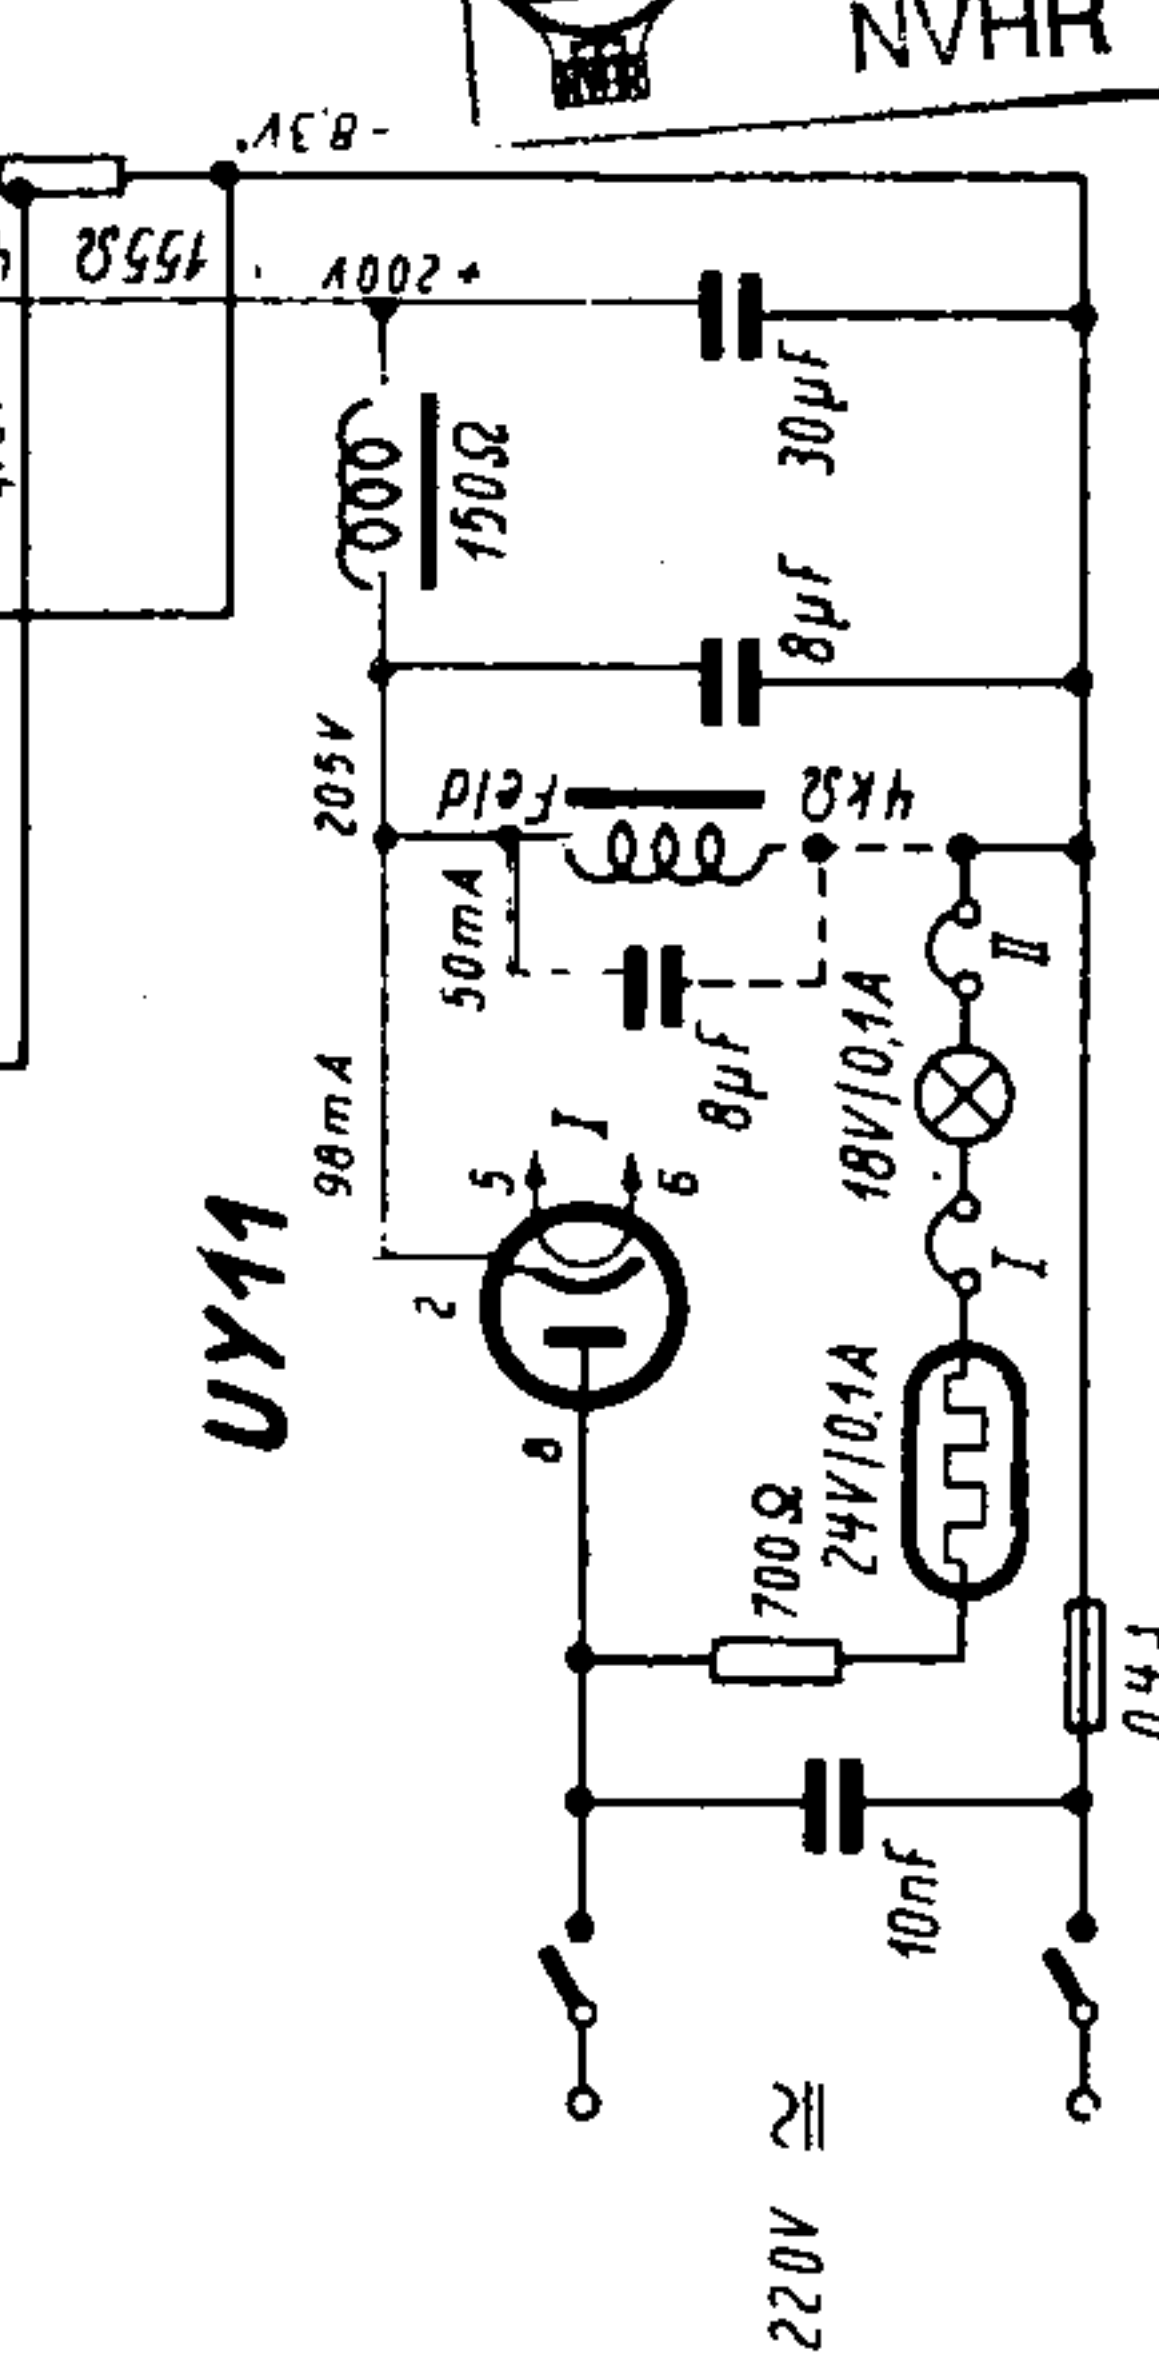 NVHR
-8.3V
155Ω
+200V
30µF
150Ω
8µF
205V
Feld
4kΩ
50mA
II
18V/0,1A
8µF
98mA
I
5
6
UY11
2
I
24V/0,1A
8
700Ω
10nF
220V ≂